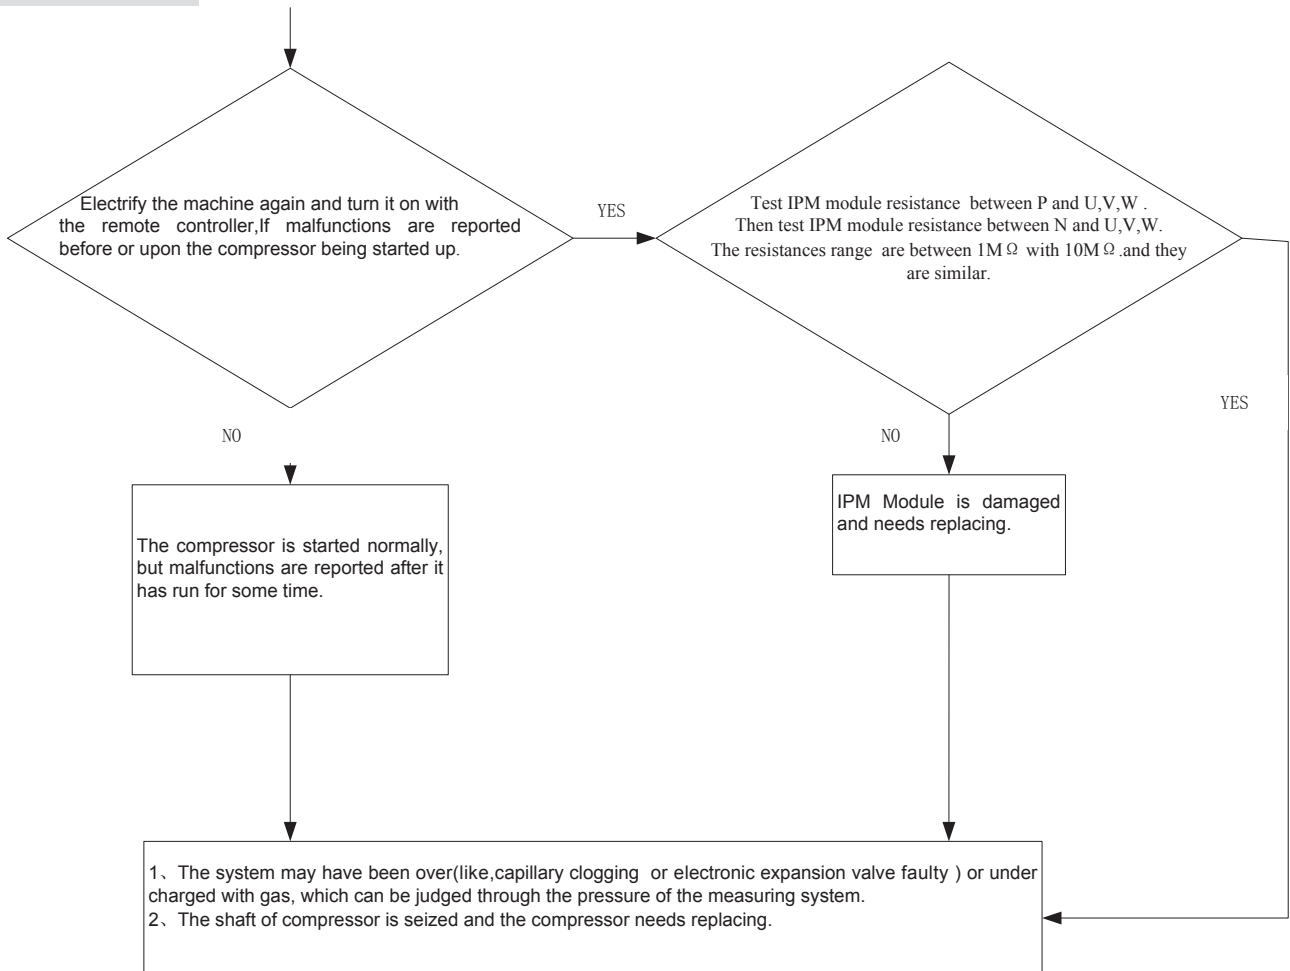 Electrify the machine again and turn it on with
the remote controller,If malfunctions are reported
before or upon the compressor being started up.
YES
Test IPM module resistance between P and U,V,W .
Then test IPM module resistance between N and U,V,W.
The resistances range are between 1MΩ with 10MΩ.and they
are similar.
YES
NO
NO
The compressor is started normally,
but malfunctions are reported after it
has run for some time.
IPM Module is damaged
and needs replacing.
1、The system may have been over(like,capillary clogging or electronic expansion valve faulty ) or under
charged with gas, which can be judged through the pressure of the measuring system.
2、The shaft of compressor is seized and the compressor needs replacing.